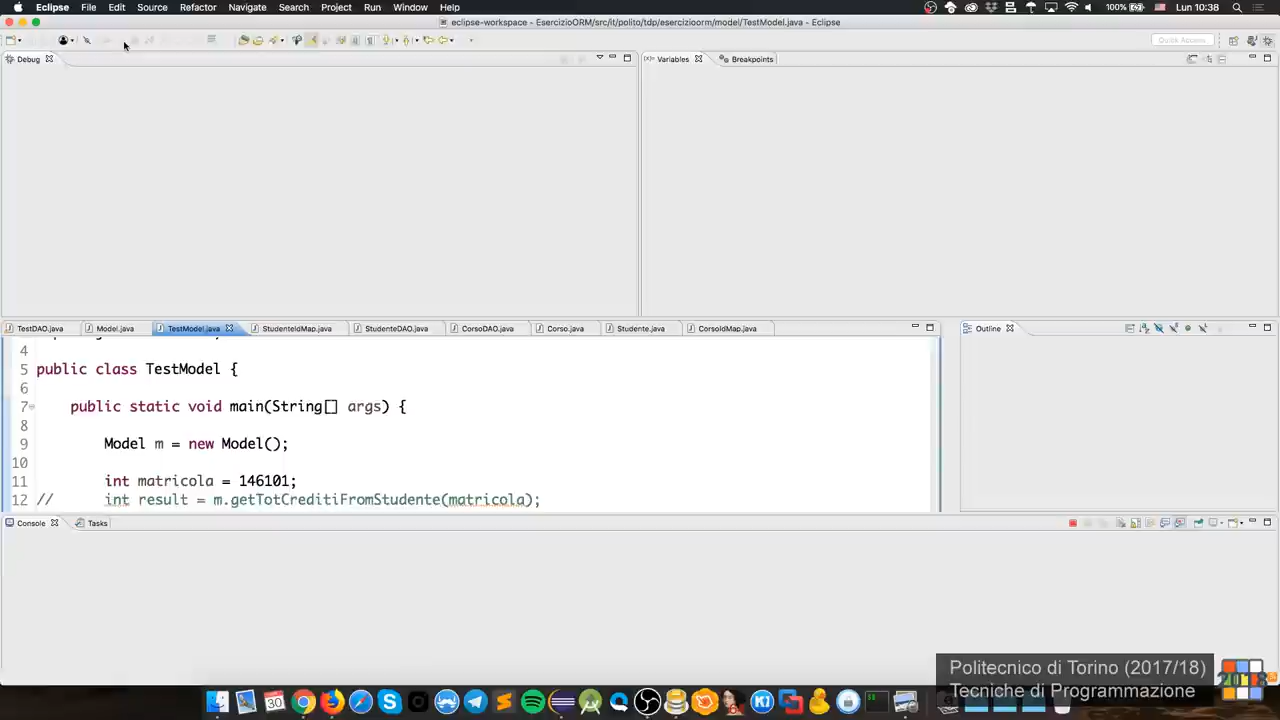 Eclipse File Edit Source Refactor Navigate Search Project Run Window Help 100% Lun 10:38
eclipse-workspace - EsercizioORM/src/it/polito/tdp/esercizioorm/model/TestModel.java - Eclipse
Quick Access
Debug
(x)= Variables Breakpoints
TestDAO.java Model.java TestModel.java StudenteIdMap.java StudenteDAO.java CorsoDAO.java Corso.java Studente.java CorsoIdMap.java
Outline
4
5 public class TestModel {
6
7 public static void main(String[] args) {
8
9 Model m = new Model();
10
11 int matricola = 146101;
12 // int result = m.getTotCreditiFromStudente(matricola);
Console Tasks
Politecnico di Torino (2017/18)
Tecniche di Programmazione